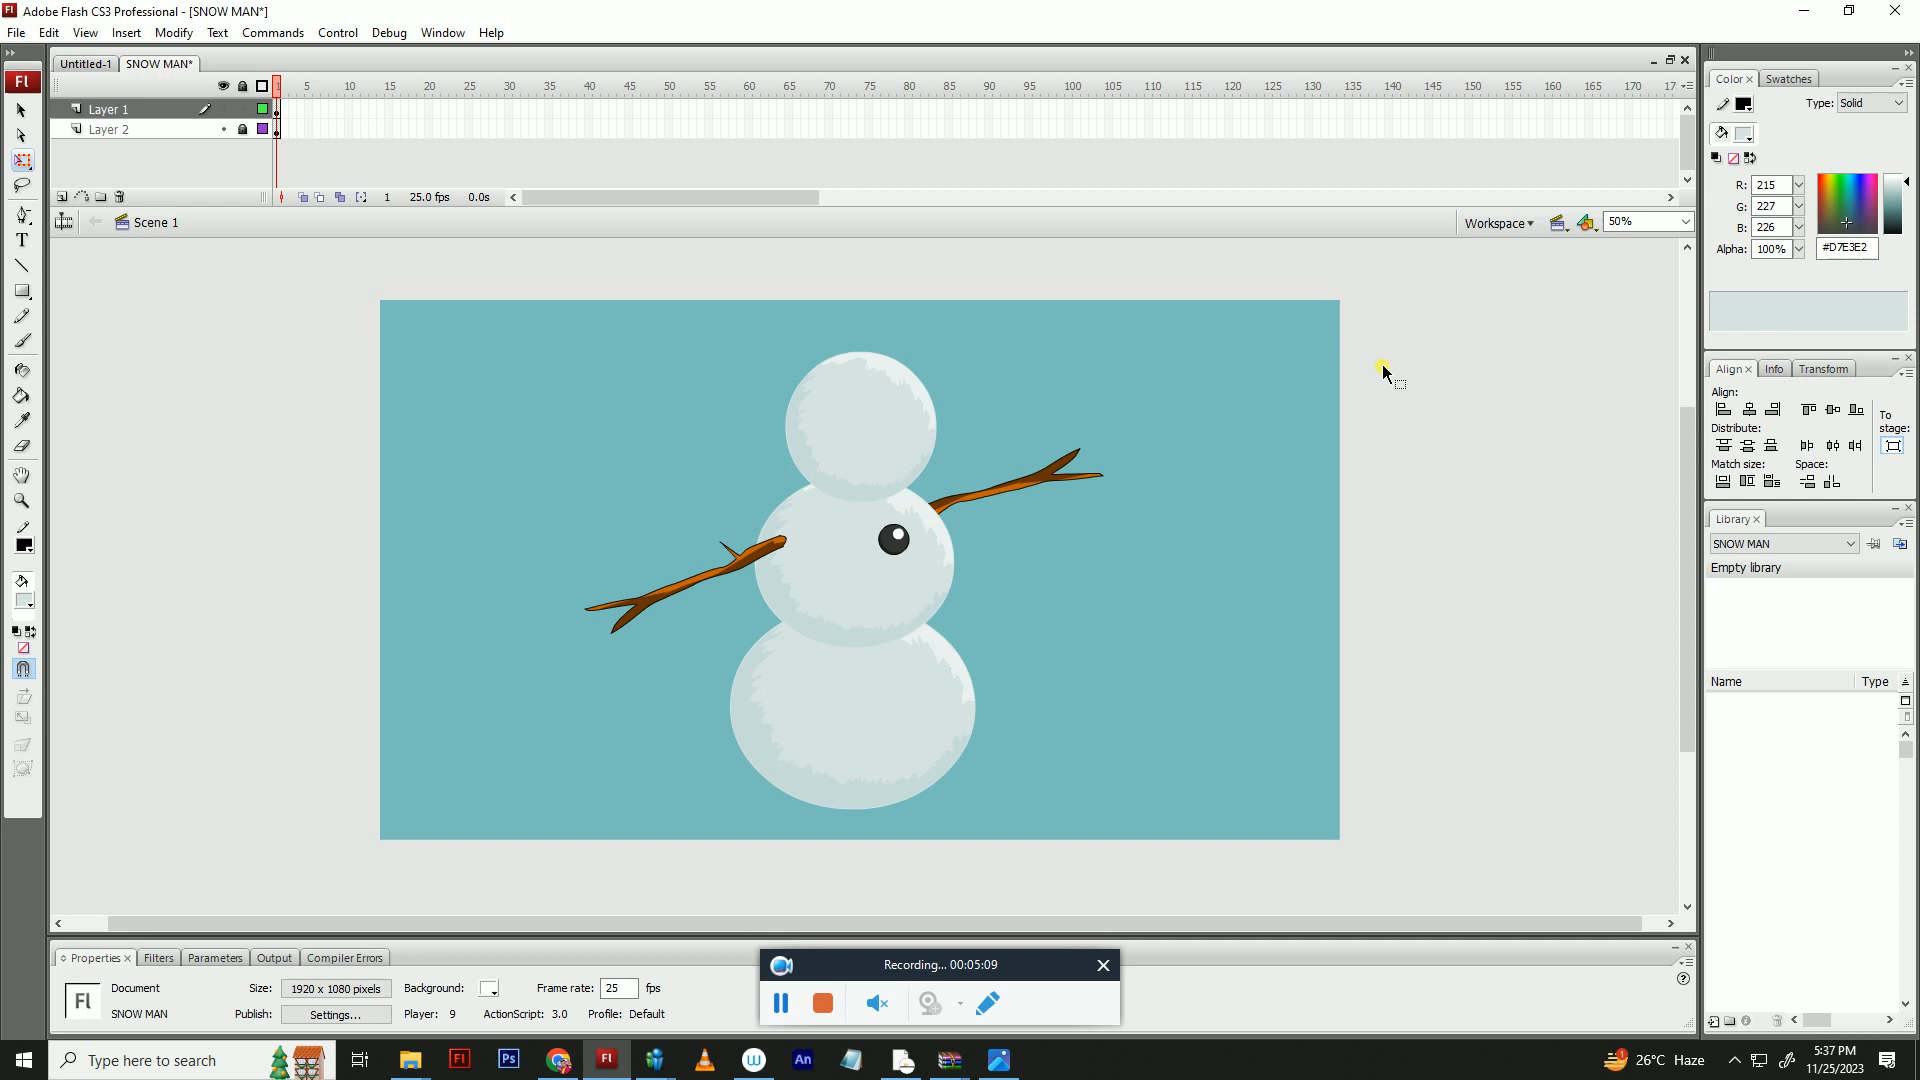 Adobe Flash CS3 Professional - [SNOW MAN*]
File Edit View Insert Modify Text Commands Control Debug Window Help
Untitled-1 SNOW MAN*
1 5 10 15 20 25 30 35 40 45 50 55 60 65 70 75 80 85 90 95 100 105 110 115 120 125 130 135 140 145 150 155 160 165 170 17
Layer 1
Layer 2
1 25.0 fps 0.0s
Scene 1
Workspace 50%
Color Swatches
Type: Solid
R: 215
G: 227
B: 226
Alpha: 100% #D7E3E2
Align Info Transform
Align:
To stage:
Distribute:
Match size: Space:
Library
SNOW MAN
Empty library
Name Type
Properties Filters Parameters Output Compiler Errors
Fl Document Size: 1920 x 1080 pixels Background: Frame rate: 25 fps
SNOW MAN Publish: Settings... Player: 9 ActionScript: 3.0 Profile: Default
Recording... 00:05:09
Type here to search
26°C Haze
5:37 PM
11/25/2023